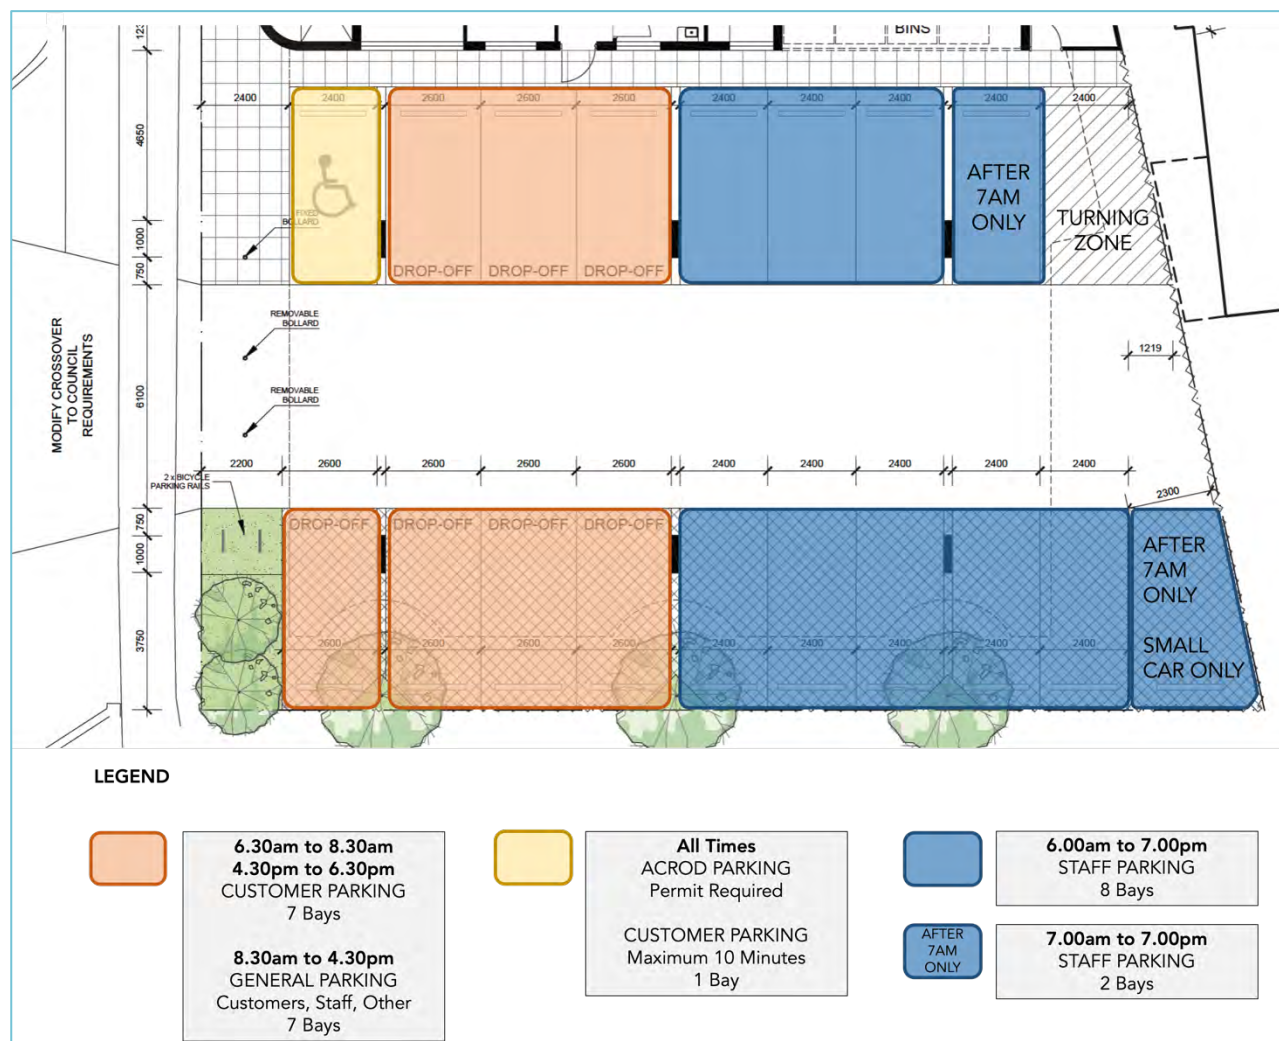 BINS
2400
2400
2600
2600
2600
2400
2400
2400
2400
2400
4650
1000
750
FIXED
BOLLARD
AFTER
7AM
ONLY
TURNING
ZONE
DROP-OFF
DROP-OFF
DROP-OFF
MODIFY CROSSOVER
TO COUNCIL
REQUIREMENTS
6100
REMOVABLE
BOLLARD
REMOVABLE
BOLLARD
1219
2200
2600
2600
2600
2600
2400
2400
2400
2400
2400
2 x BICYCLE
PARKING RAILS
2300
750
1000
3750
DROP-OFF
DROP-OFF
DROP-OFF
DROP-OFF
AFTER
7AM
ONLY
SMALL
CAR ONLY
2600
2600
2600
2600
2400
2400
2400
2400
2400
LEGEND
6.30am to 8.30am
4.30pm to 6.30pm
CUSTOMER PARKING
7 Bays
8.30am to 4.30pm
GENERAL PARKING
Customers, Staff, Other
7 Bays
All Times
ACROD PARKING
Permit Required
CUSTOMER PARKING
Maximum 10 Minutes
1 Bay
6.00am to 7.00pm
STAFF PARKING
8 Bays
AFTER
7AM
ONLY
7.00am to 7.00pm
STAFF PARKING
2 Bays